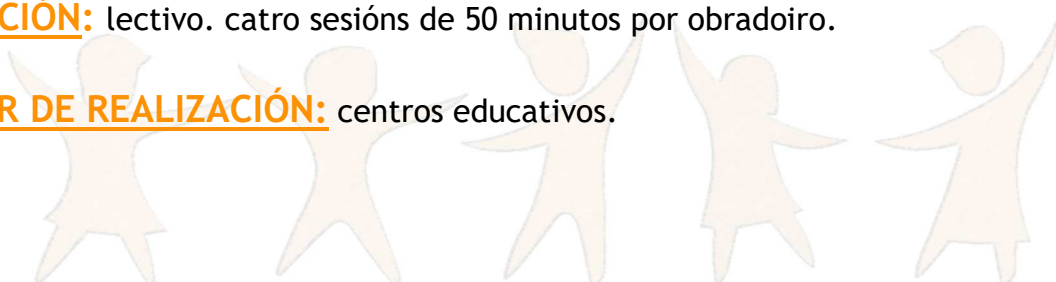 CIÓN: lectivo. catro sesións de 50 minutos por obradoiro.
R DE REALIZACIÓN: centros educativos.